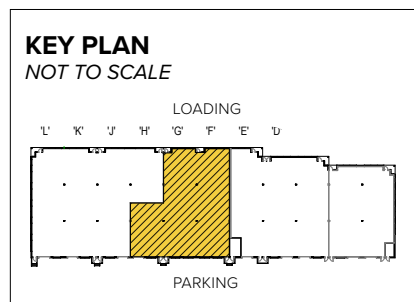 KEY PLAN
NOT TO SCALE
LOADING
'L' 'K' 'J' 'H' 'G' 'F' 'E' 'D'
PARKING